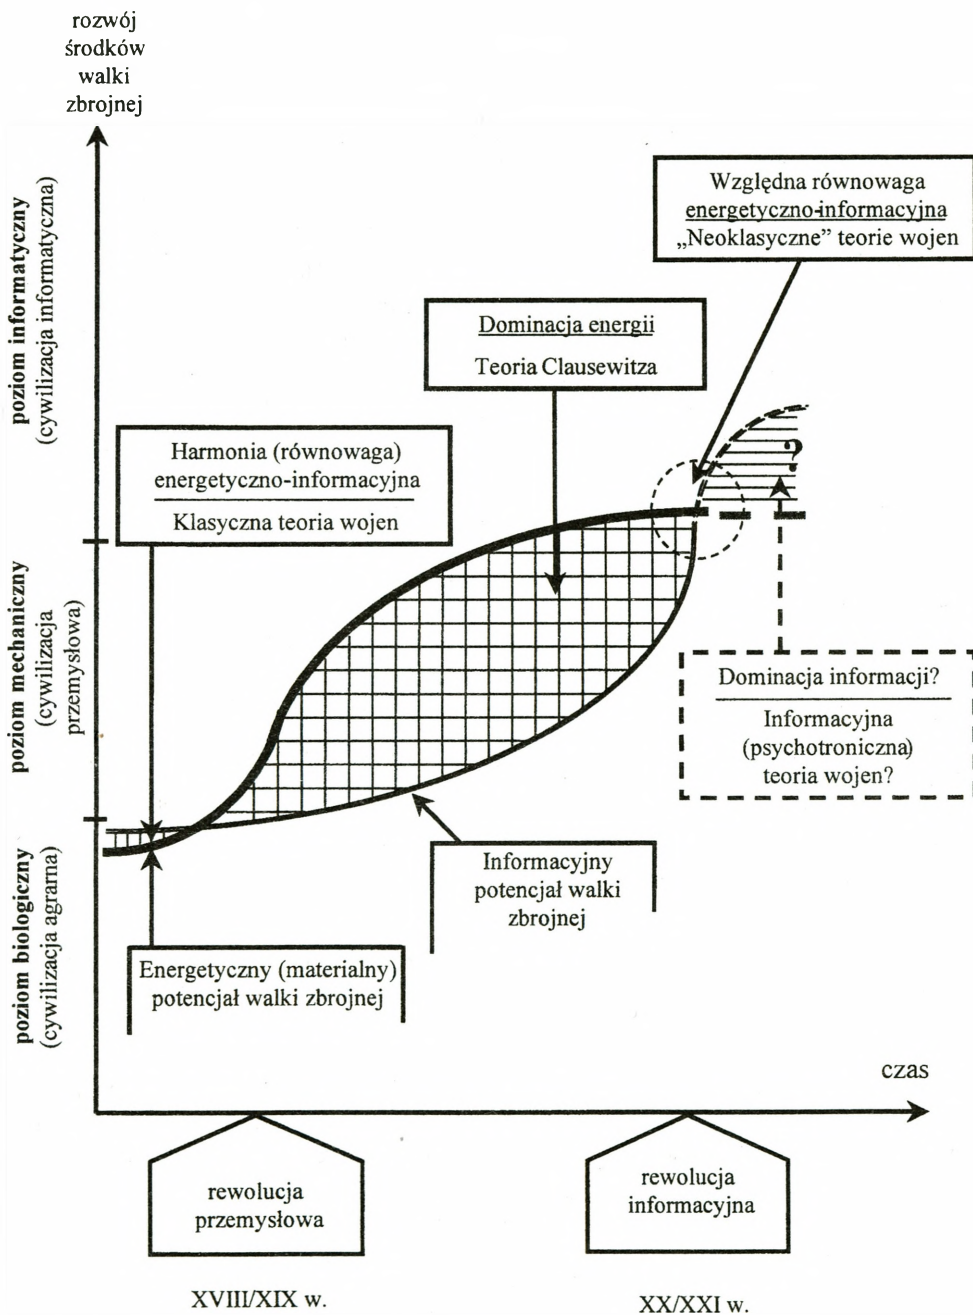 rozwój
środków
walki
zbrojnej
poziom informatyczny
(cywilizacja informatyczna)
Względna równowaga
energetyczno-informacyjna
„Neoklasyczne” teorie wojen
Dominacja energii
Teoria Clausewitza
Harmonia (równowaga)
energetyczno-informacyjna
Klasyczna teoria wojen
?
poziom mechaniczny
(cywilizacja
przemysłowa)
Dominacja informacji?
Informacyjna
(psychotroniczna)
teoria wojen?
poziom biologiczny
(cywilizacja agrarna)
Informacyjny
potencjał walki
zbrojnej
Energetyczny (materialny)
potencjał walki zbrojnej
czas
rewolucja
przemysłowa
rewolucja
informacyjna
XVIII/XIX w.
XX/XXI w.